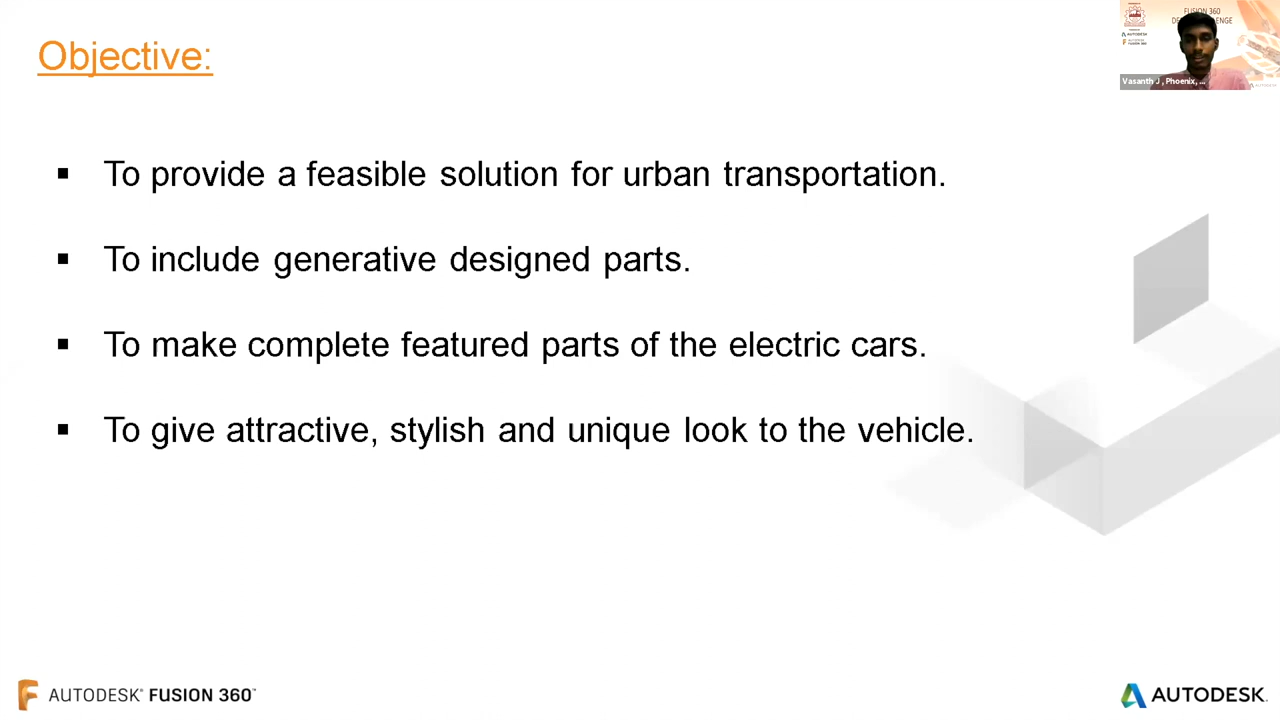 Objective:
FUSION 360
Vasanth J , Phoenix, ...
AUTODESK
▪ To provide a feasible solution for urban transportation.
▪ To include generative designed parts.
▪ To make complete featured parts of the electric cars.
▪ To give attractive, stylish and unique look to the vehicle.
AUTODESK® FUSION 360™
AUTODESK.